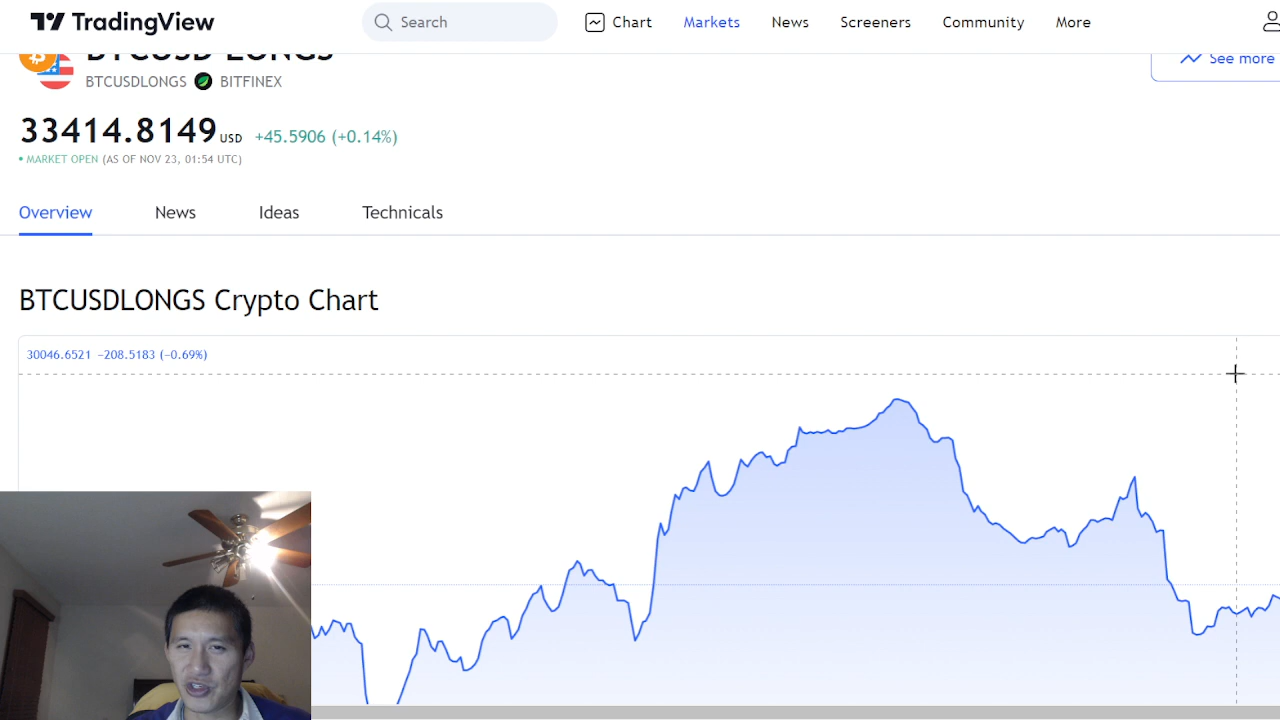 TradingView
Search
Chart
Markets
News
Screeners
Community
More
BTCUSD LONGS
See more
BTCUSDLONGS BITFINEX
33414.8149 USD +45.5906 (+0.14%)
• MARKET OPEN (AS OF NOV 23, 01:54 UTC)
Overview
News
Ideas
Technicals
BTCUSDLONGS Crypto Chart
30046.6521 −208.5183 (−0.69%)